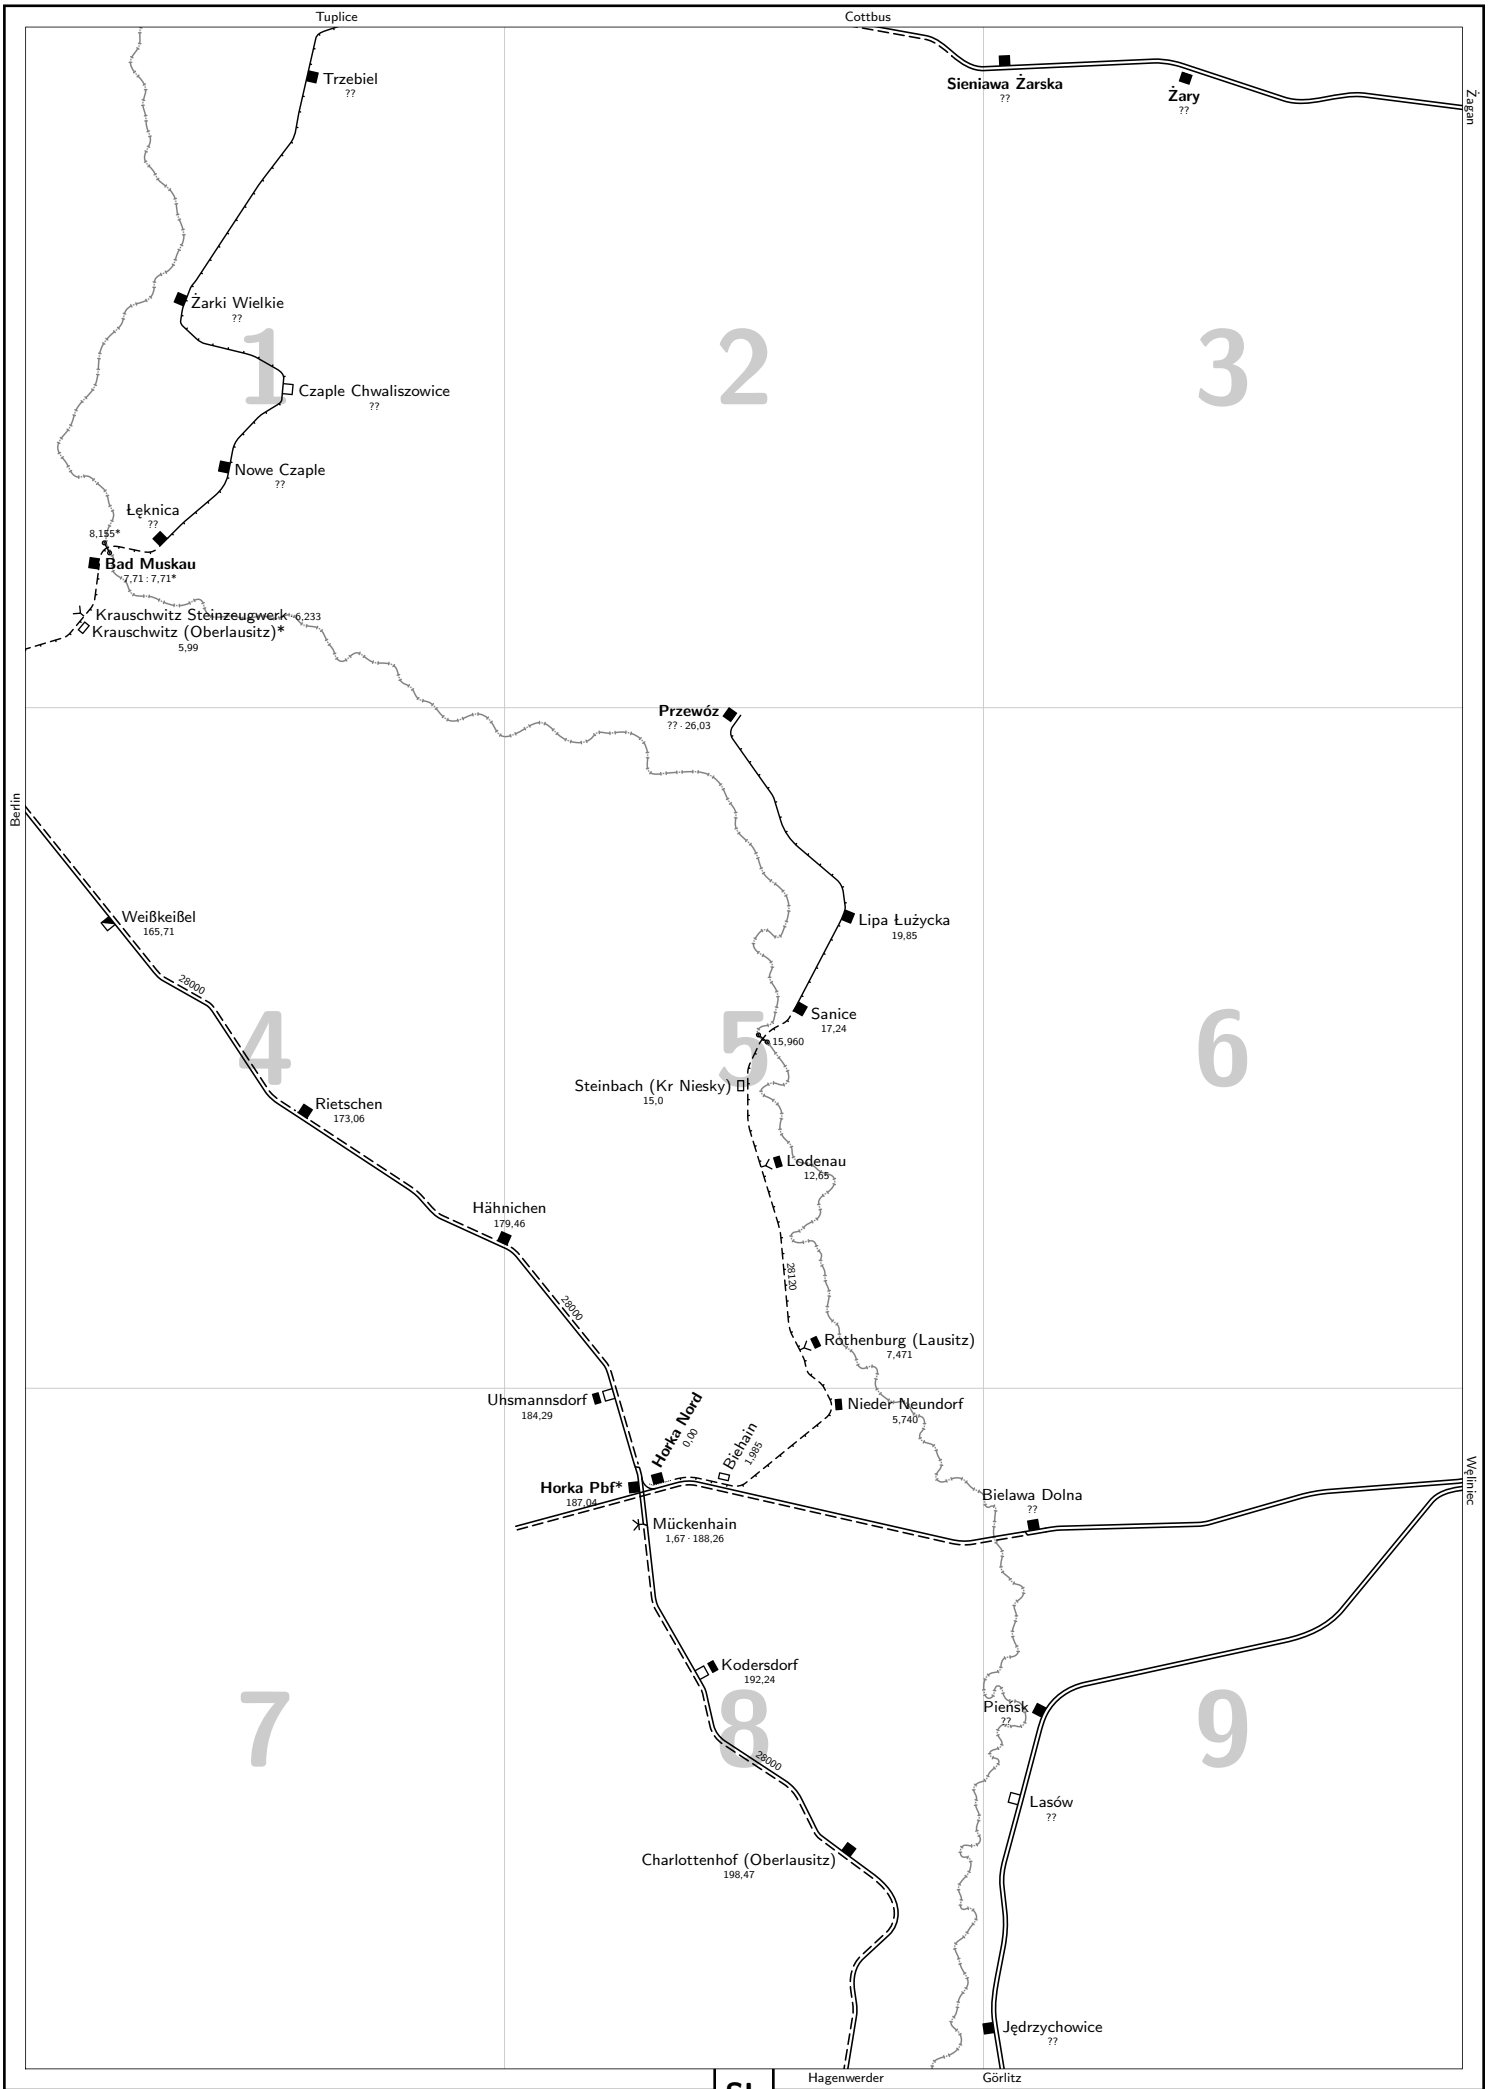 Tuplice
Cottbus
Trzebiel
??
Sieniawa Żarska
??
Żary
??
Żagan
Żarki Wielkie
??
1
2
3
Czaple Chwaliszowice
??
Nowe Czaple
??
Łęknica
??
8,155*
Bad Muskau
7,71 : 7,71*
Krauschwitz Steinzeugwerk 6,233
Krauschwitz (Oberlausitz)*
5,99
Przewóz
?? · 26,03
Berlin
Weißkeißel
165,71
Lipa Łużycka
19,85
28000
Sanice
17,24
4
5
6
15,960
Steinbach (Kr Niesky)
15,0
Rietschen
173,06
Lodenau
12,65
Hähnichen
179,46
28120
28000
Rothenburg (Lausitz)
7,471
Uhsmannsdorf
184,29
Nieder Neundorf
5,740
Horka Nord
0,00
Biehain
1,985
Horka Pbf*
187,04
Bielawa Dolna
??
Węliniec
Mückenhain
1,67 · 188,26
Kodersdorf
192,24
Pieńsk
??
7
8
9
28000
Lasów
??
Charlottenhof (Oberlausitz)
198,47
Jędrzychowice
??
Hagenwerder
Görlitz